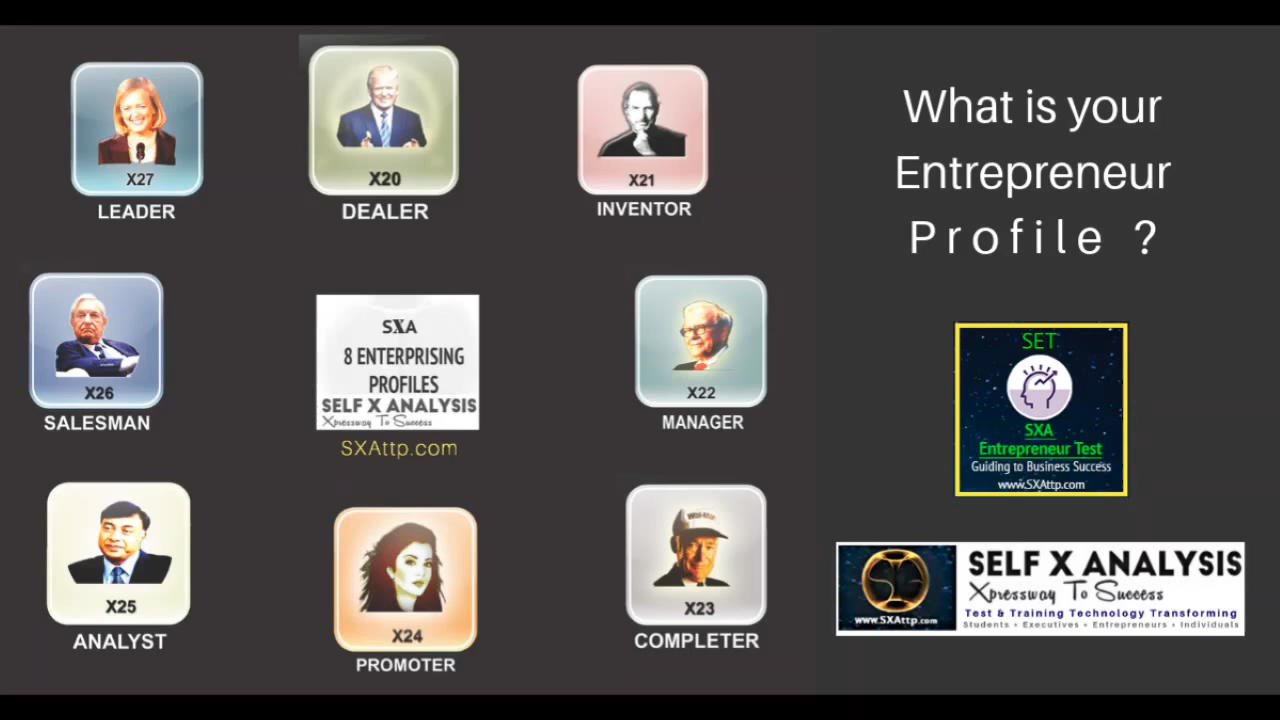 X27
LEADER
X20
DEALER
X21
INVENTOR
X26
SALESMAN
SXA
8 ENTERPRISING
PROFILES
SELF X ANALYSIS
Xpressway To Success
SXAttp.com
X22
MANAGER
X25
ANALYST
X24
PROMOTER
X23
COMPLETER
What is your
Entrepreneur
Profile ?
SET
SXA
Entrepreneur Test
Guiding to Business Success
www.SXAttp.com
www.SXAttp.com
SELF X ANALYSIS
Xpressway To Success
Test & Training Technology Transforming
Students • Executives • Entrepreneurs • Individuals